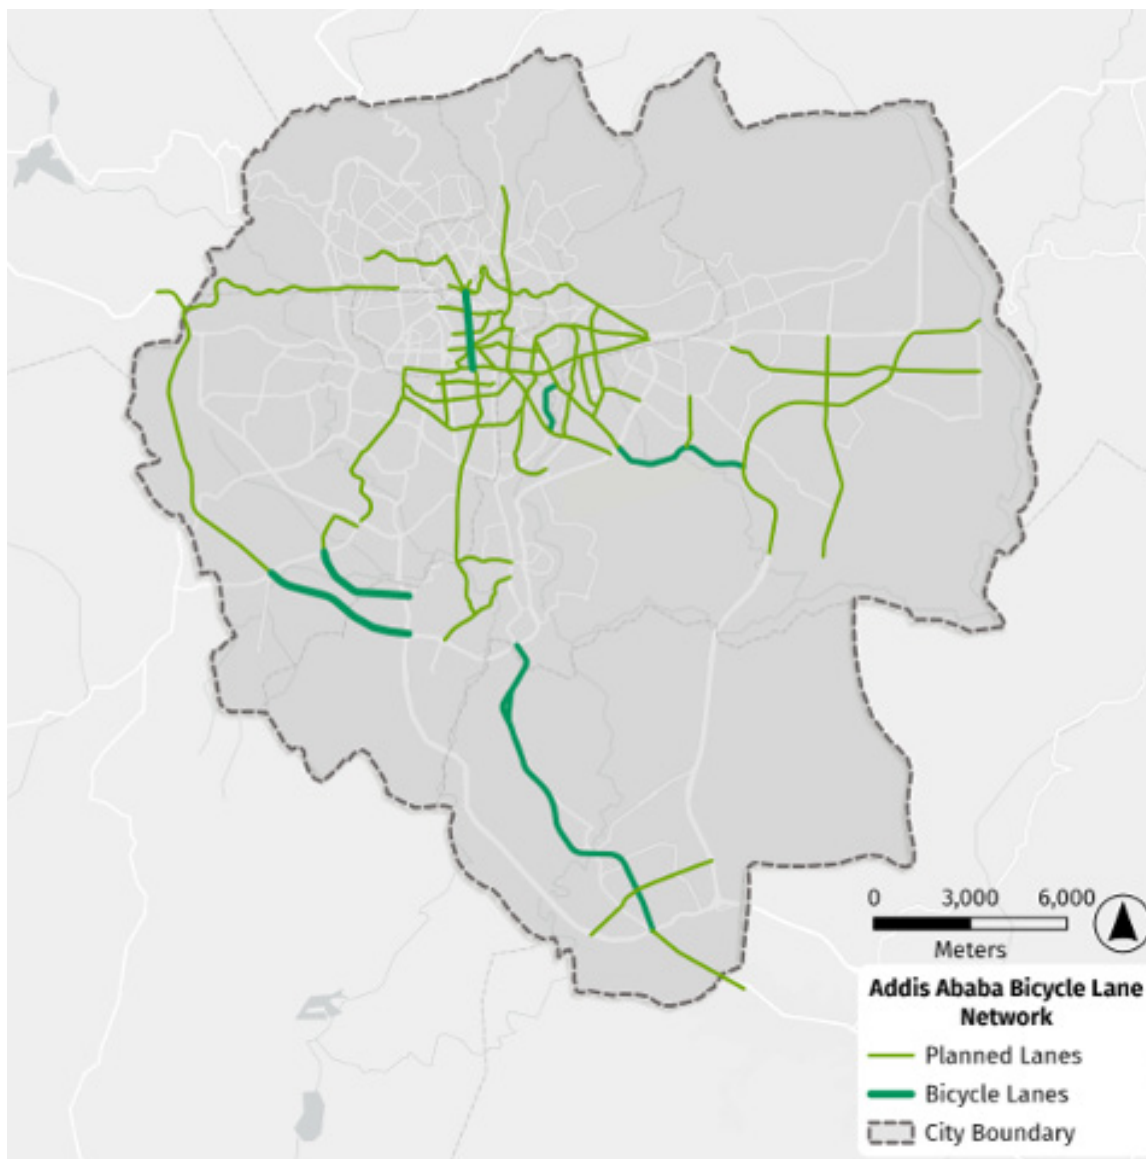 0 3,000 6,000
Meters
Addis Ababa Bicycle Lane
Network
Planned Lanes
Bicycle Lanes
City Boundary